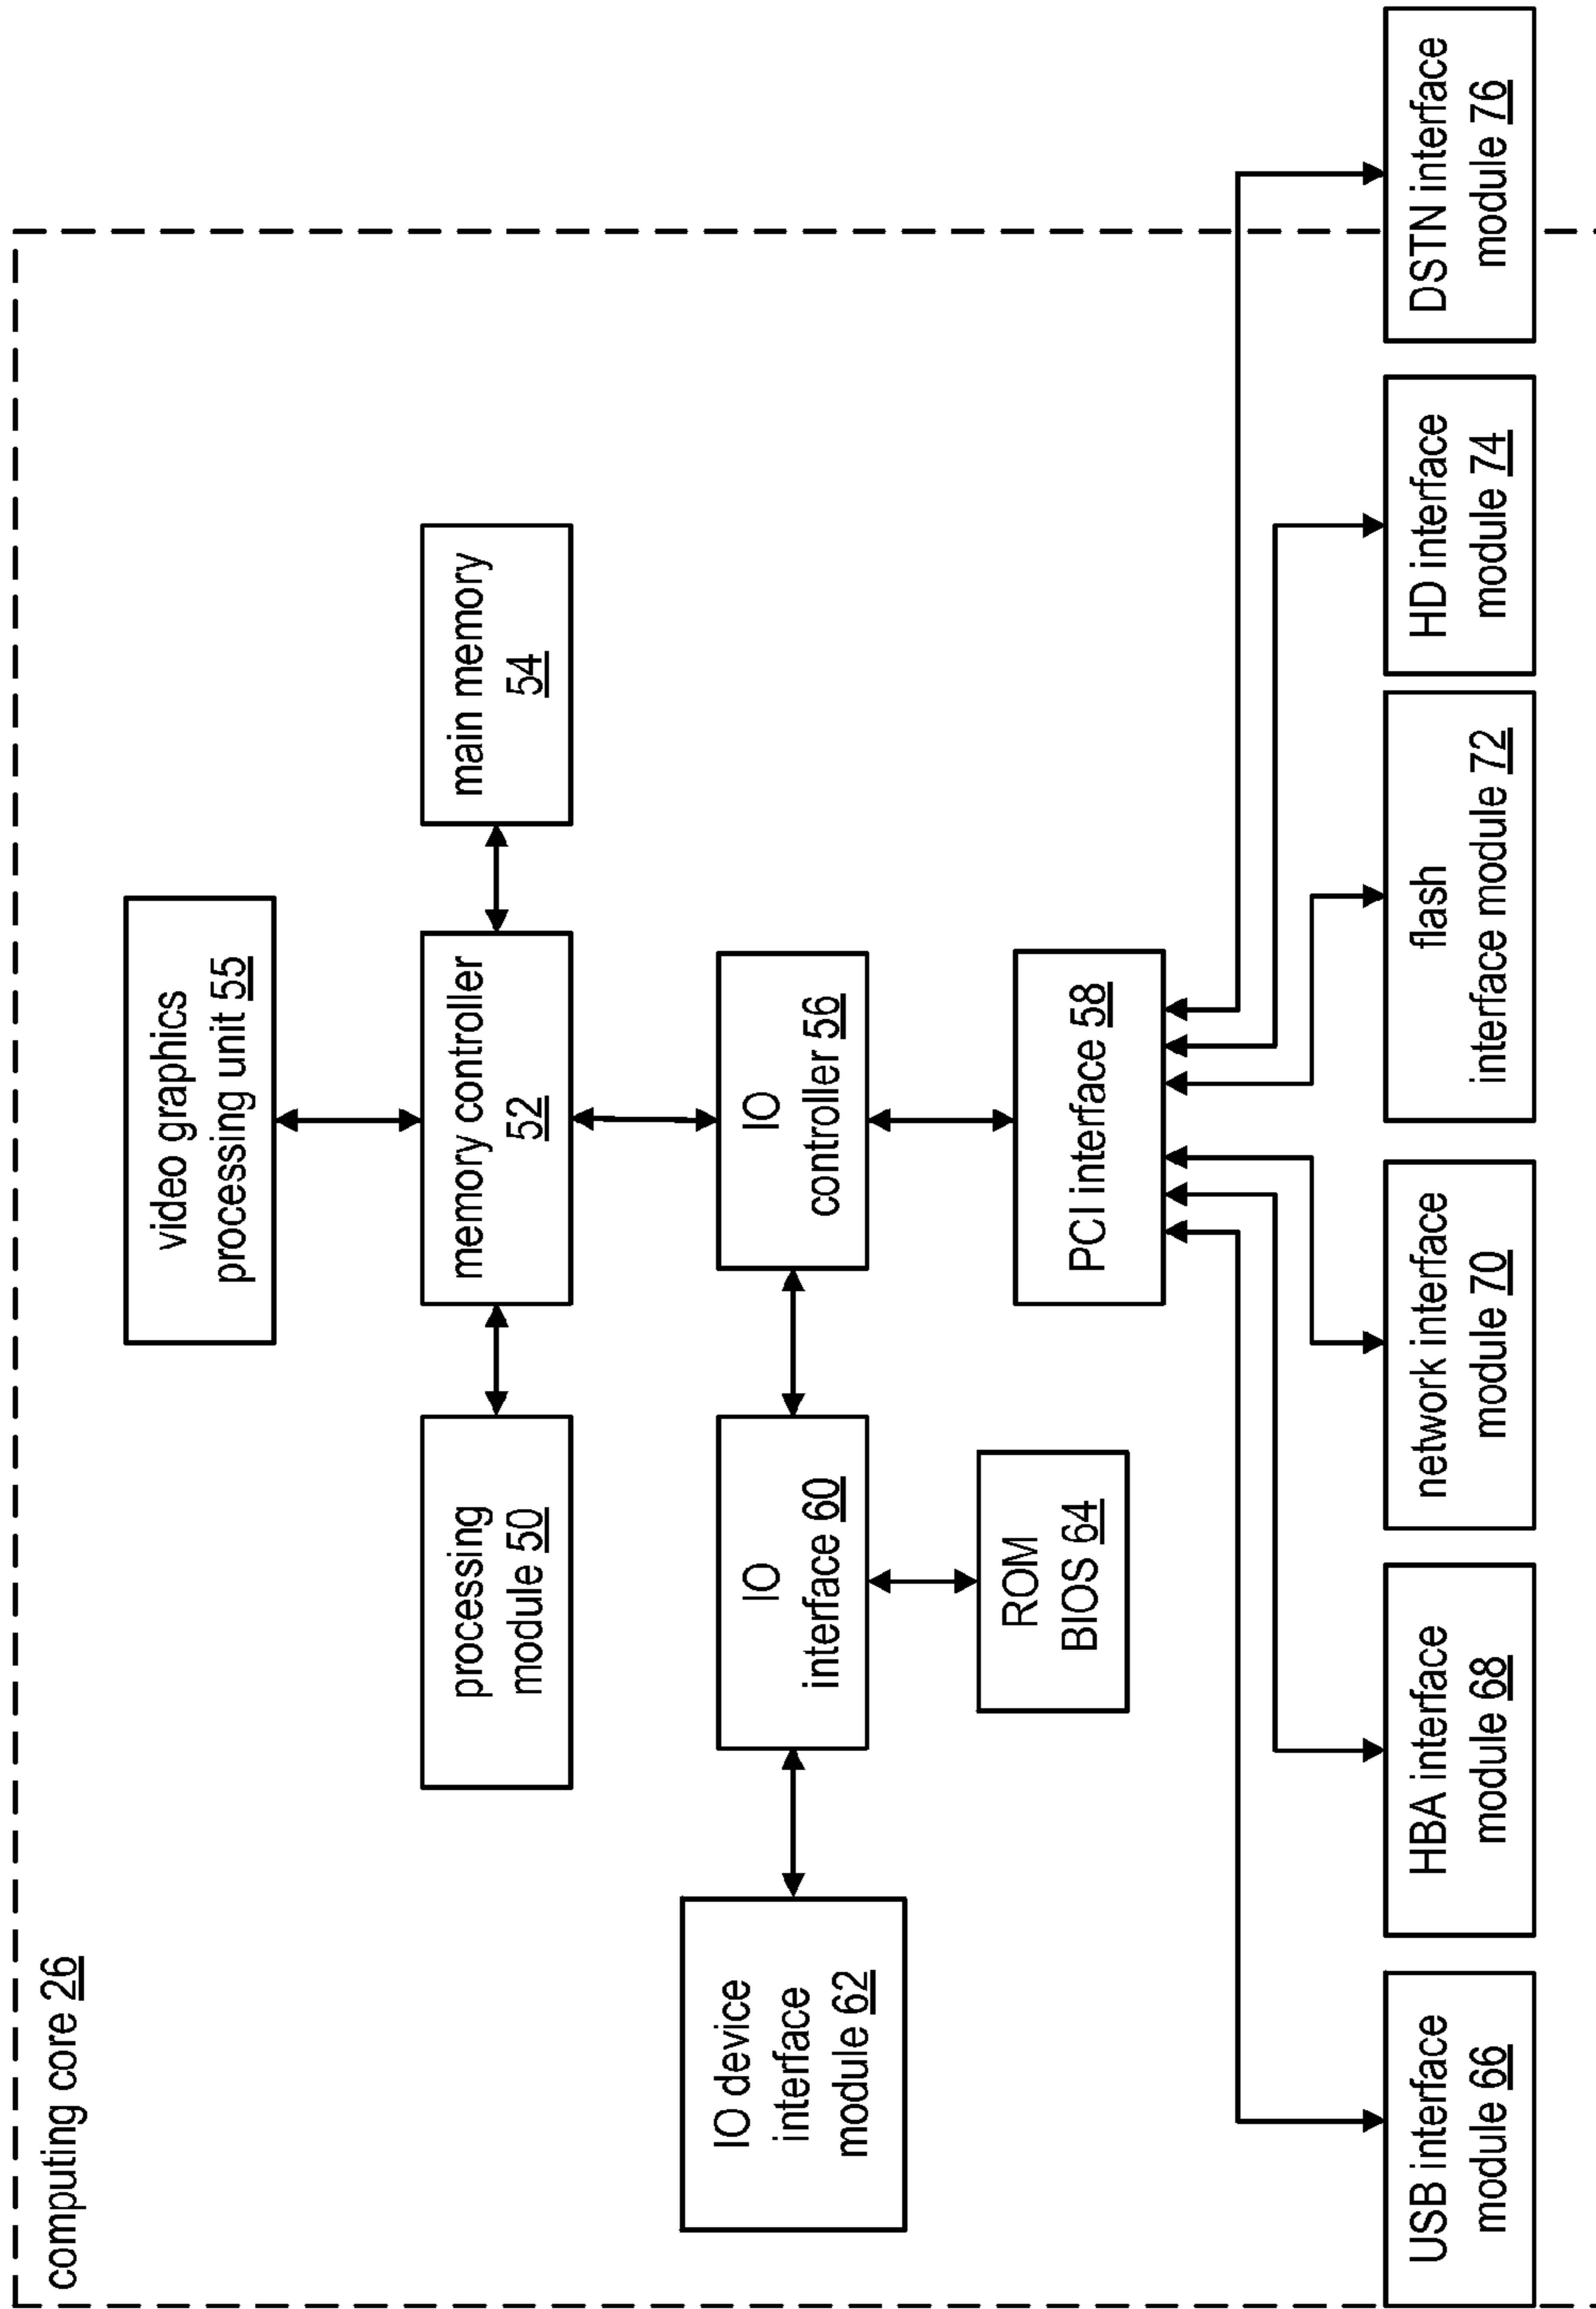 computing core 26
video graphics
processing unit 55
processing
module 50
memory controller
52
main memory
54
IO device
interface
module 62
IO
interface 60
IO
controller 56
ROM
BIOS 64
PCI interface 58
USB interface
module 66
HBA interface
module 68
network interface
module 70
flash
interface module 72
HD interface
module 74
DSTN interface
module 76